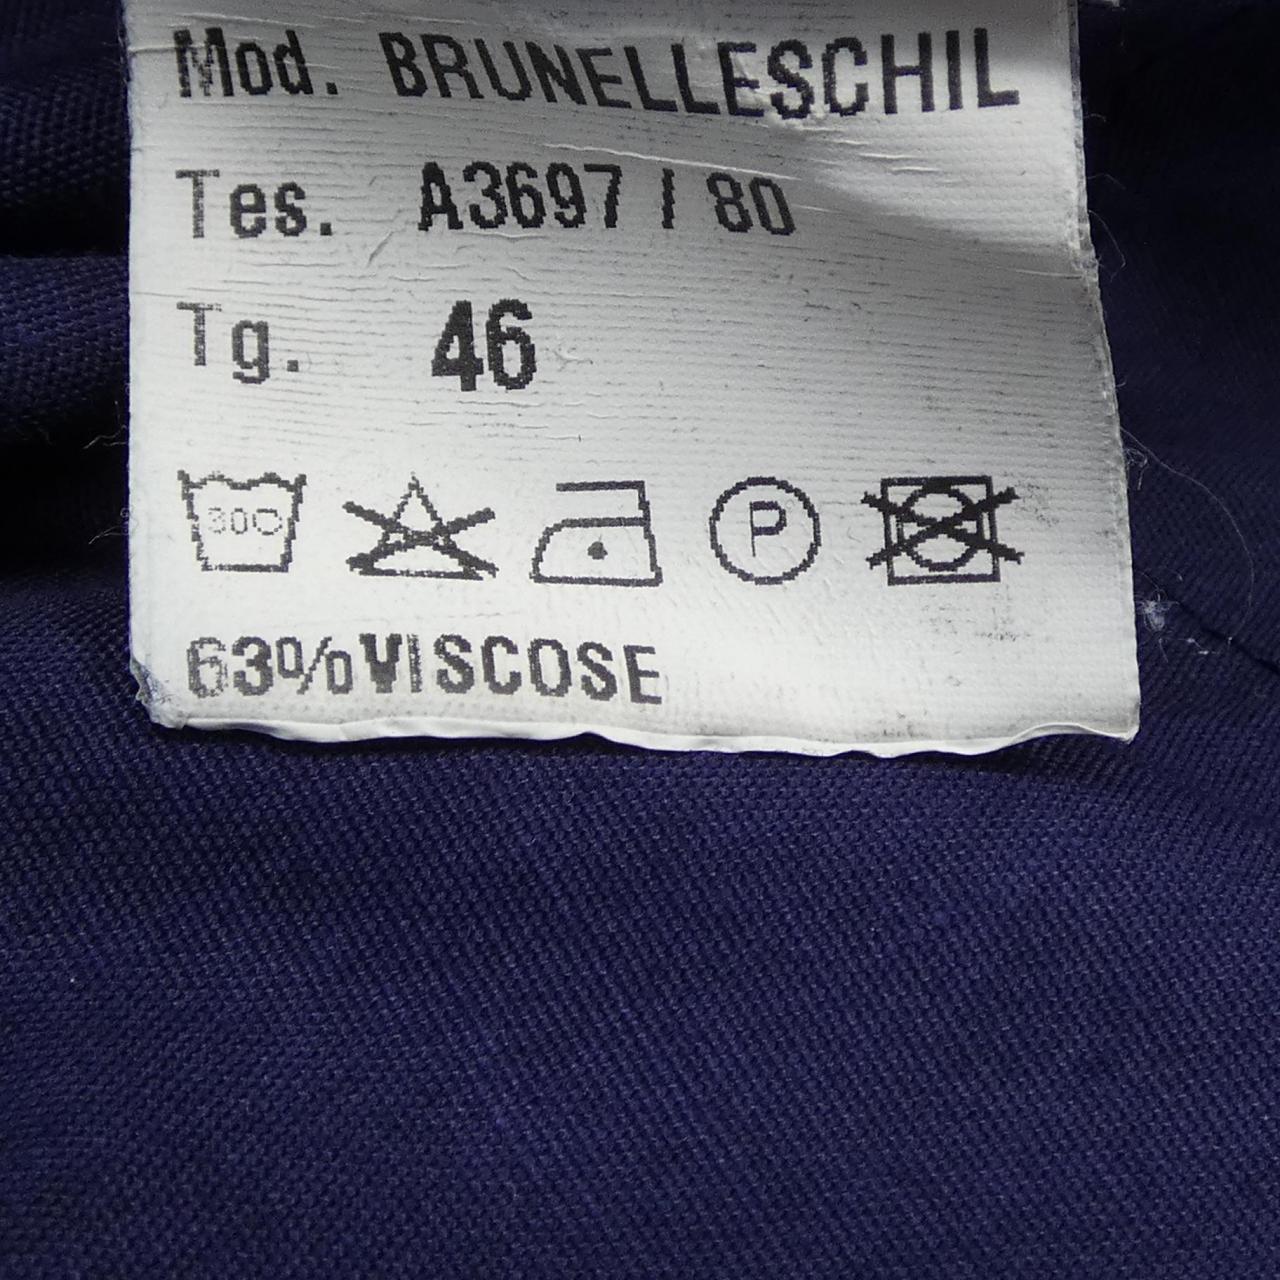 Mod. BRUNELLESCHIL
Tes. A3697 / 80
Tg. 46
30C
P
63%VISCOSE